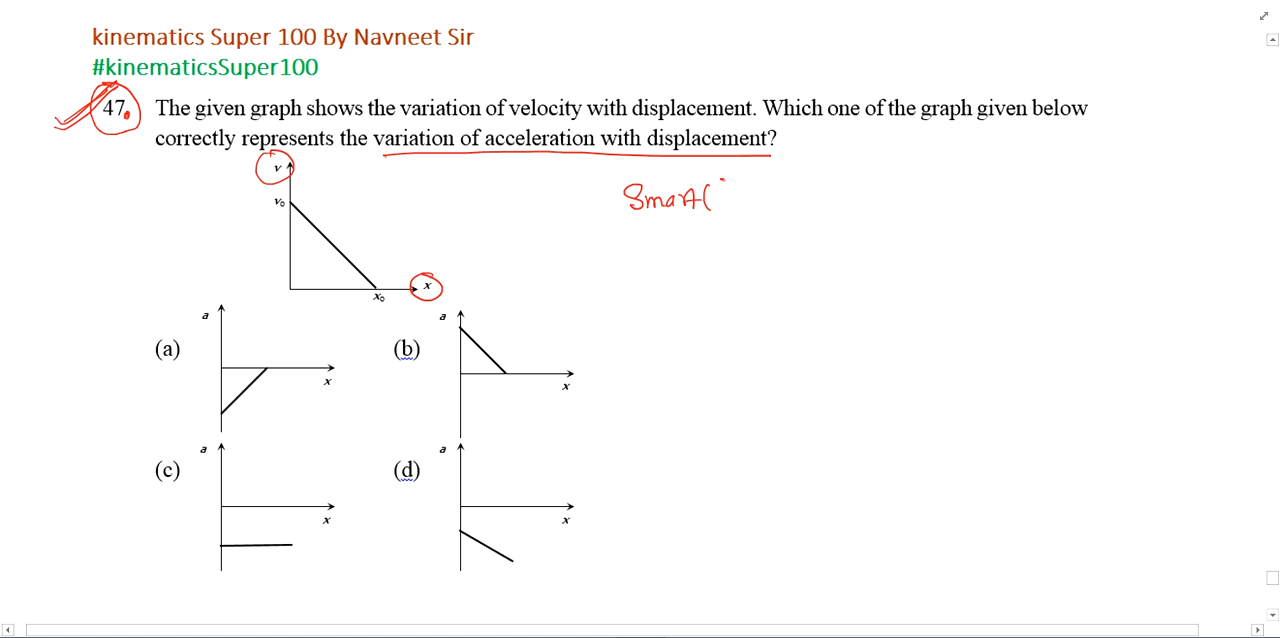 kinematics Super 100 By Navneet Sir
#kinematicsSuper100
47. The given graph shows the variation of velocity with displacement. Which one of the graph given below
correctly represents the variation of acceleration with displacement?
v
v₀
x
x₀
Smart(
(a)
a
x
(b)
a
x
(c)
a
x
(d)
a
x